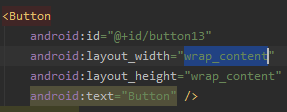 <Button
android:id="@+id/button13"
android:layout_width="wrap_content"
android:layout_height="wrap_content"
android:text="Button" />